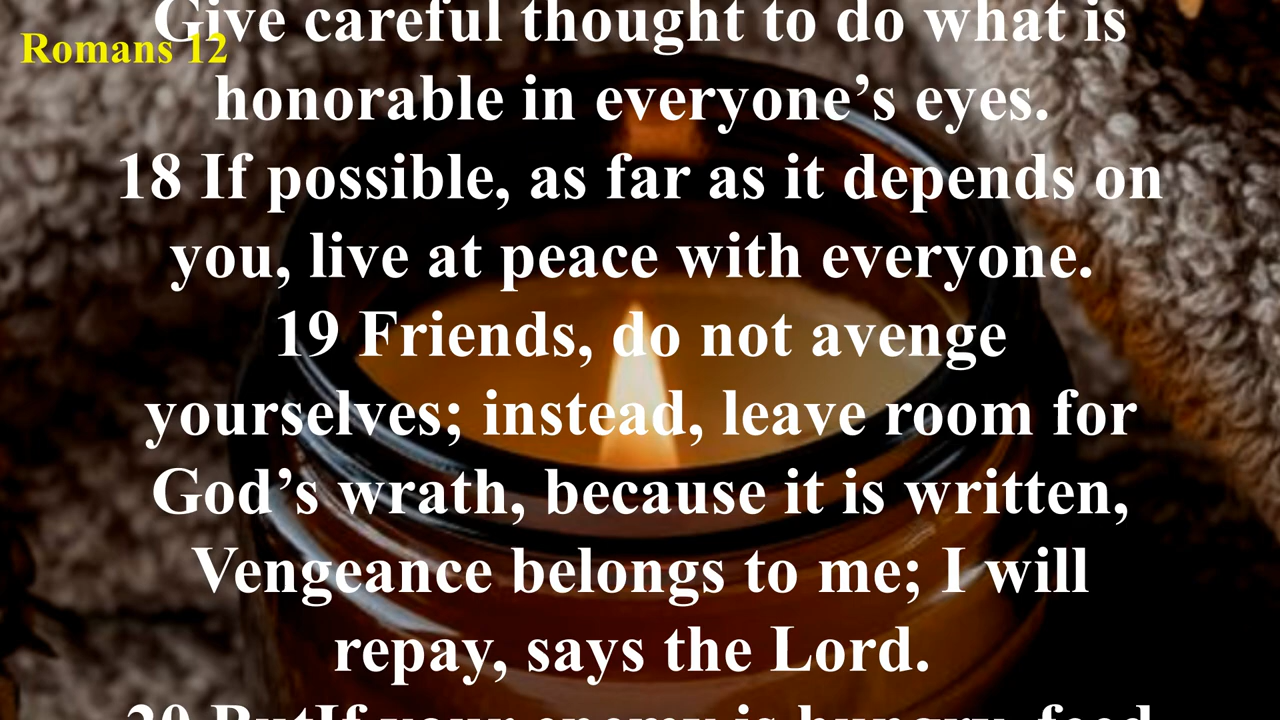 Romans 12
Give careful thought to do what is
honorable in everyone’s eyes.
18 If possible, as far as it depends on
you, live at peace with everyone.
19 Friends, do not avenge
yourselves; instead, leave room for
God’s wrath, because it is written,
Vengeance belongs to me; I will
repay, says the Lord.
20 ButIf your enemy is hungry, feed